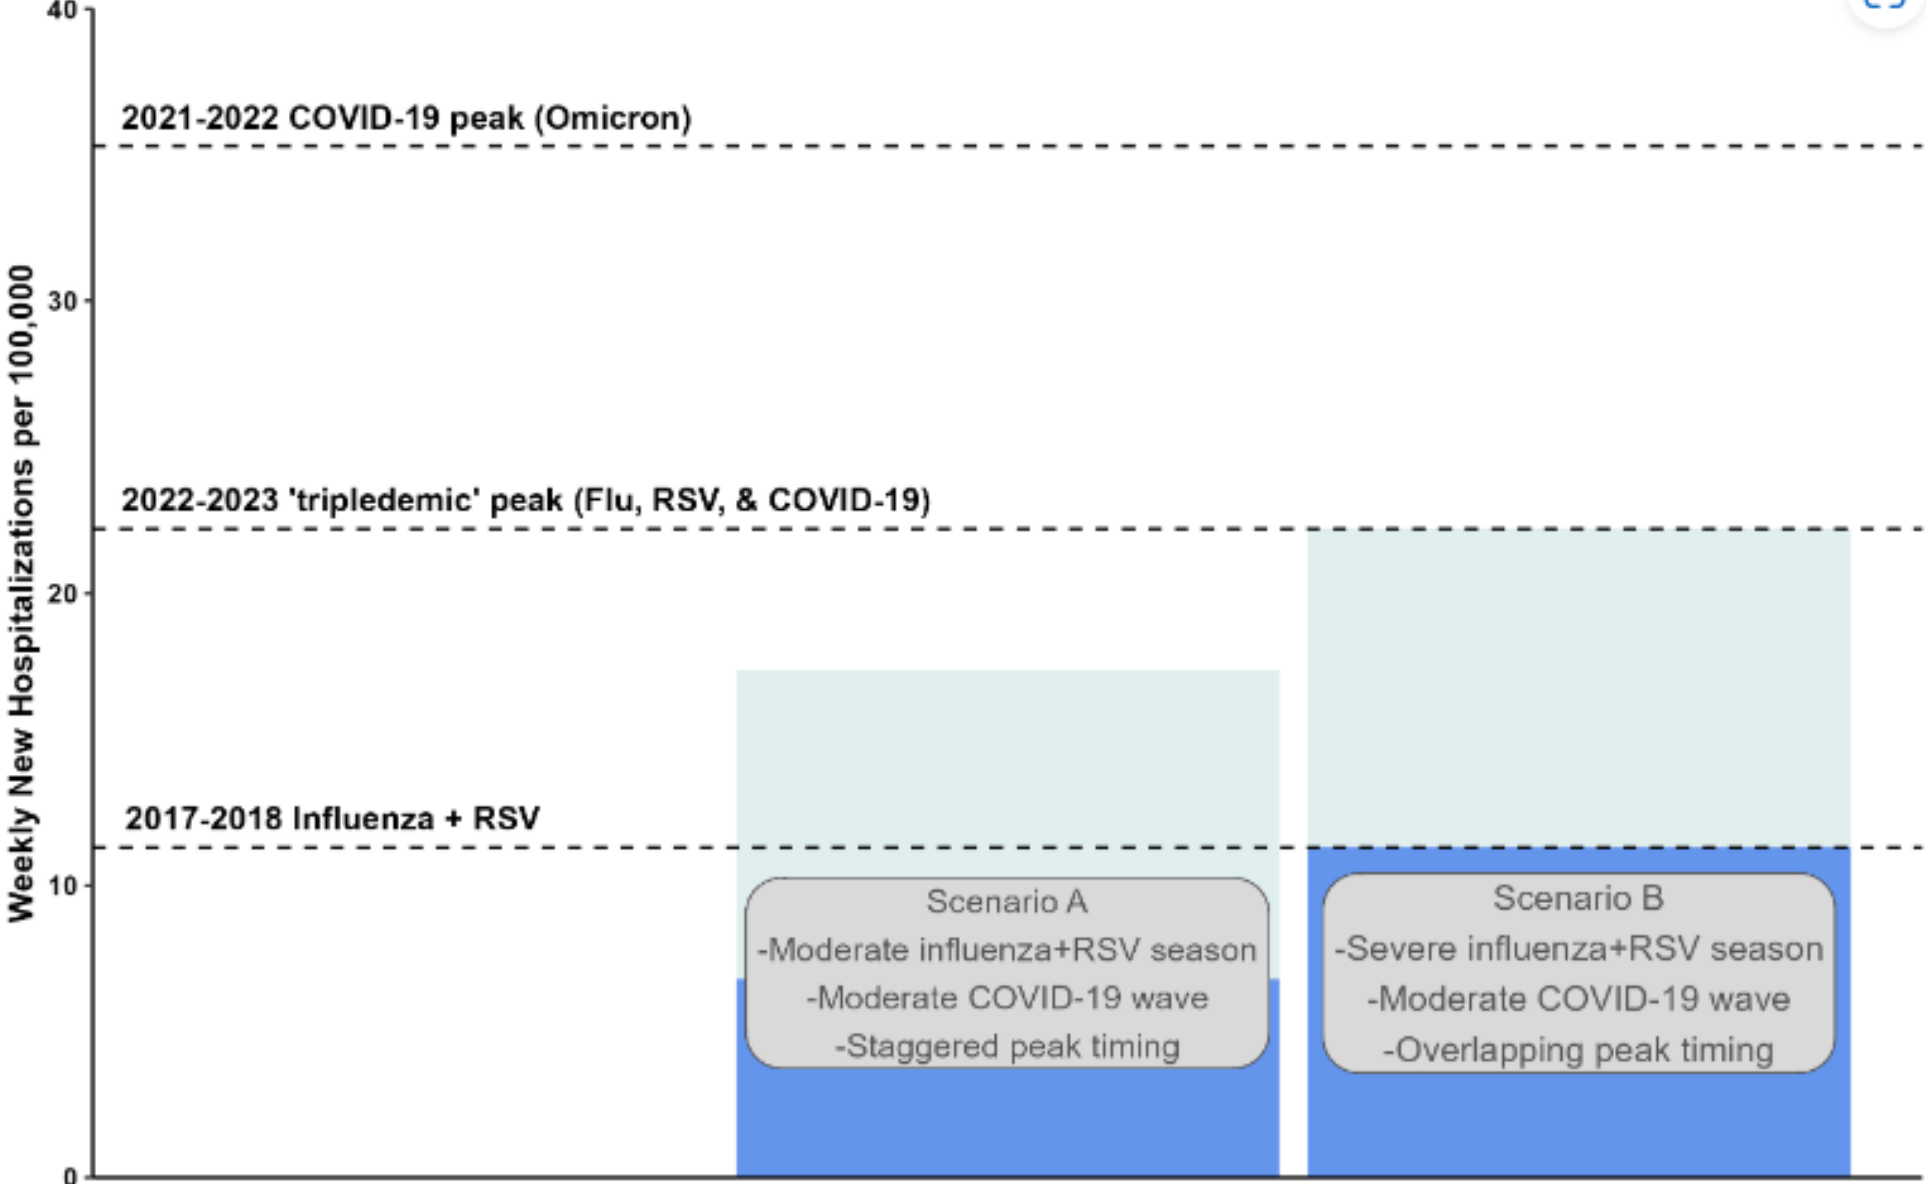 40
2021-2022 COVID-19 peak (Omicron)
30
Weekly New Hospitalizations per 100,000
2022-2023 'tripledemic' peak (Flu, RSV, & COVID-19)
20
2017-2018 Influenza + RSV
10
Scenario A
-Moderate influenza+RSV season
-Moderate COVID-19 wave
-Staggered peak timing
Scenario B
-Severe influenza+RSV season
-Moderate COVID-19 wave
-Overlapping peak timing
0